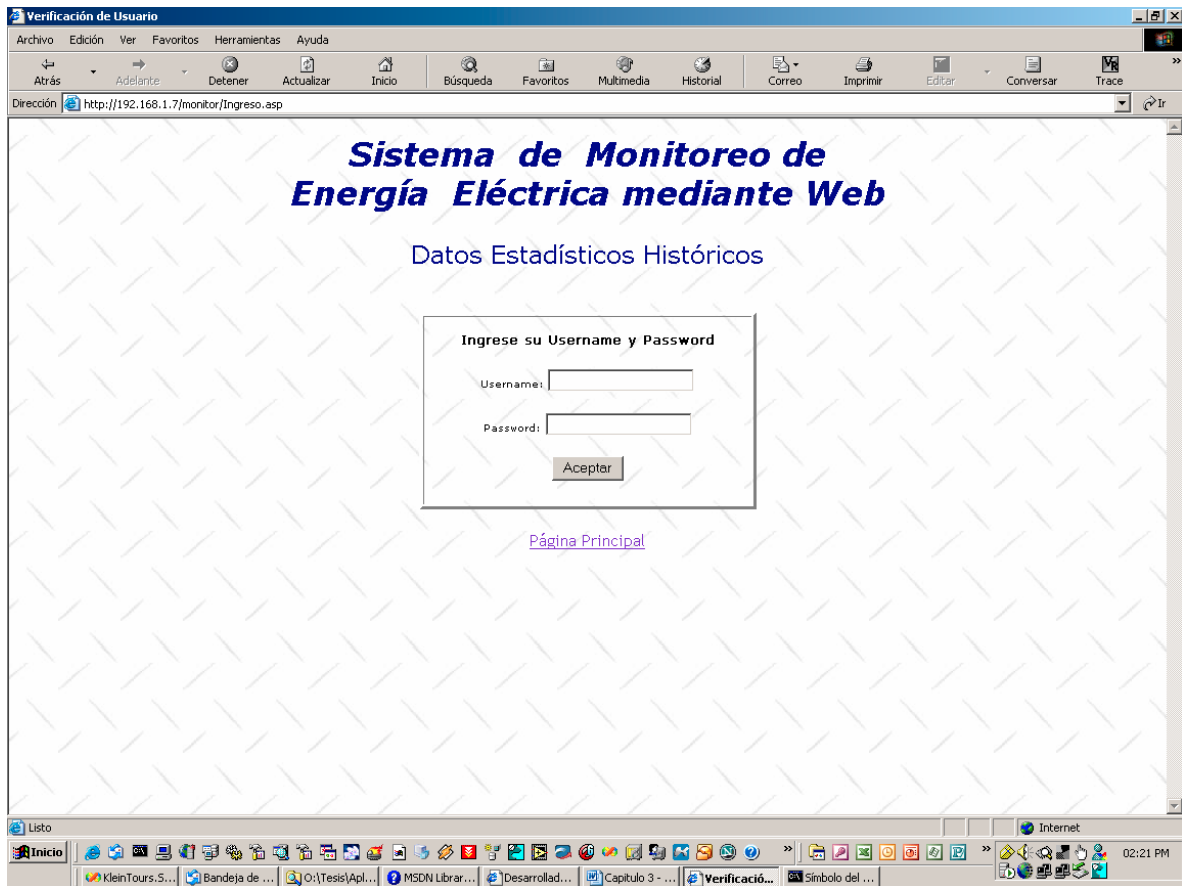 Verificación de Usuario
Archivo Edición Ver Favoritos Herramientas Ayuda
Atrás Adelante Detener Actualizar Inicio Búsqueda Favoritos Multimedia Historial Correo Imprimir Editar Conversar Trace
Dirección http://192.168.1.7/monitor/Ingreso.asp Ir
Sistema de Monitoreo de
Energía Eléctrica mediante Web
Datos Estadísticos Históricos
Ingrese su Username y Password
Username:
Password:
Aceptar
Página Principal
Listo Internet
Inicio 02:21 PM
KleinTours.S... Bandeja de ... O:\Tesis\Apl... MSDN Librar... Desarrollad... Capitulo 3 - ... Verificació... Símbolo del ...